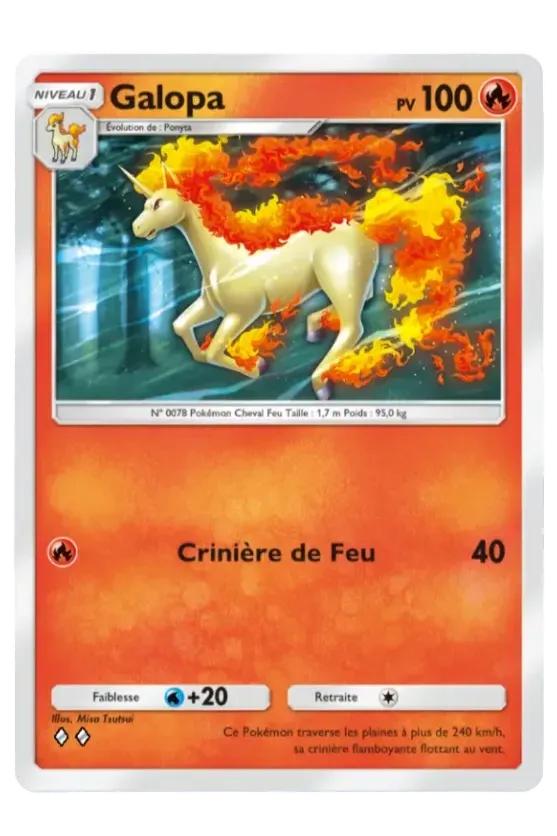 NIVEAU 1 Galopa PV 100
Évolution de : Ponyta
N° 0078 Pokémon Cheval Feu Taille : 1,7 m Poids : 95,0 kg
Crinière de Feu 40
Faiblesse +20 Retraite
Illus. Misa Tsutsui
Ce Pokémon traverse les plaines à plus de 240 km/h,
sa crinière flamboyante flottant au vent.